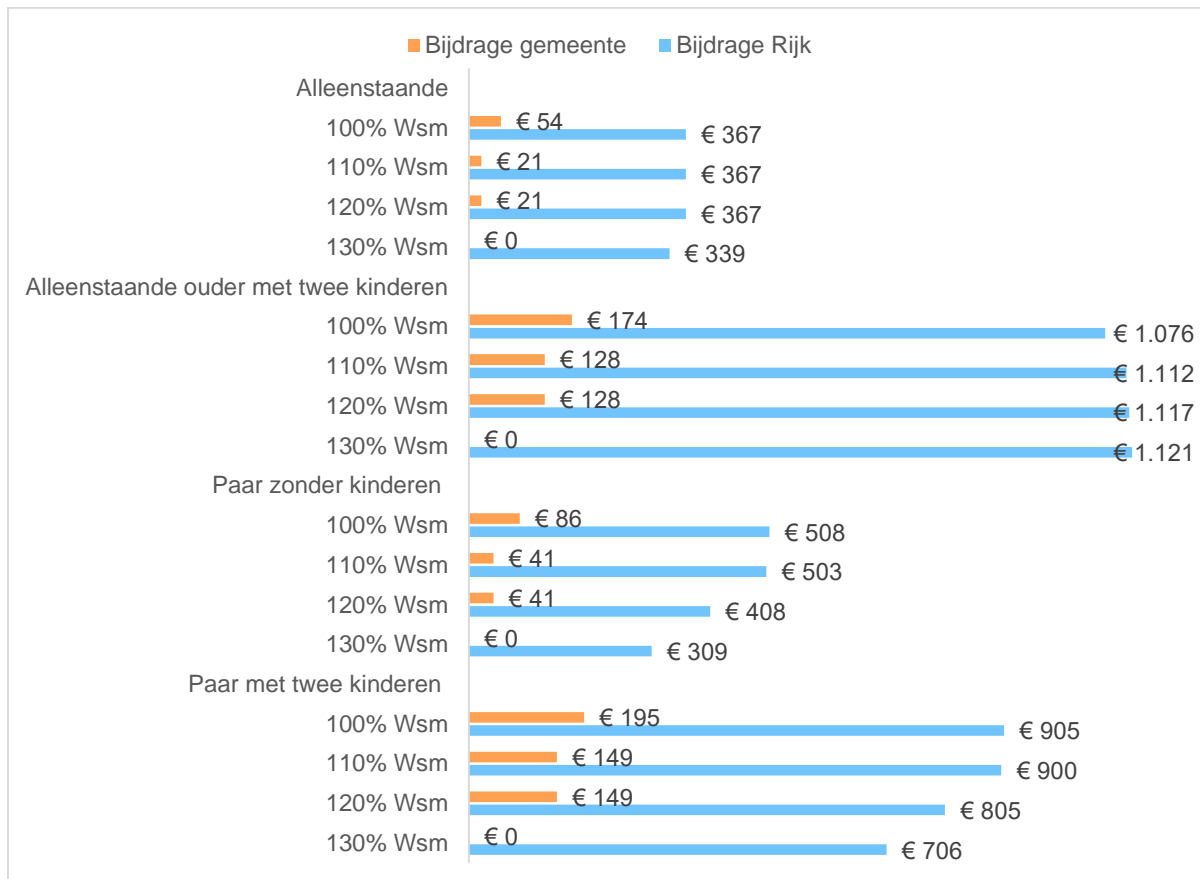 Bijdrage gemeente Bijdrage Rijk
Alleenstaande
100% Wsm € 54 € 367
110% Wsm € 21 € 367
120% Wsm € 21 € 367
130% Wsm € 0 € 339
Alleenstaande ouder met twee kinderen
100% Wsm € 174 € 1.076
110% Wsm € 128 € 1.112
120% Wsm € 128 € 1.117
130% Wsm € 0 € 1.121
Paar zonder kinderen
100% Wsm € 86 € 508
110% Wsm € 41 € 503
120% Wsm € 41 € 408
130% Wsm € 0 € 309
Paar met twee kinderen
100% Wsm € 195 € 905
110% Wsm € 149 € 900
120% Wsm € 149 € 805
130% Wsm € 0 € 706